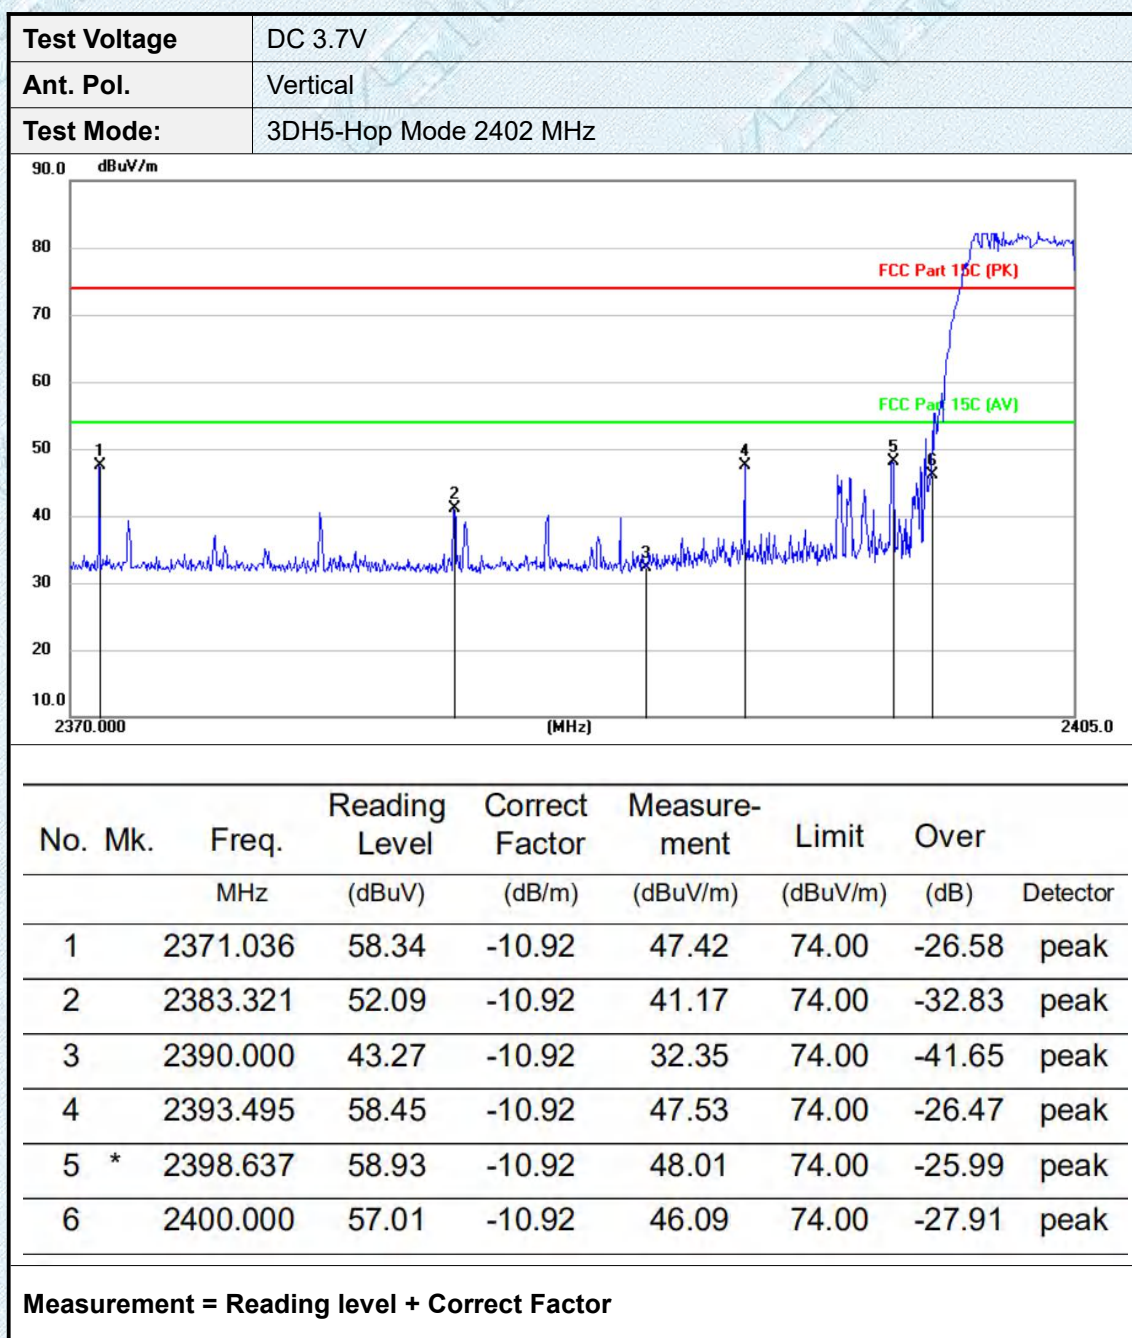 Test Voltage DC 3.7V
Ant. Pol. Vertical
Test Mode: 3DH5-Hop Mode 2402 MHz
90.0 dBuV/m
80
FCC Part 15C (PK)
70
60
FCC Part 15C (AV)
50
1 2 3 4 5 6
40
30
20
10.0
2370.000 (MHz) 2405.0
No. Mk. Freq. Reading Level Correct Factor Measure-ment Limit Over
MHz (dBuV) (dB/m) (dBuV/m) (dBuV/m) (dB) Detector
1 2371.036 58.34 -10.92 47.42 74.00 -26.58 peak
2 2383.321 52.09 -10.92 41.17 74.00 -32.83 peak
3 2390.000 43.27 -10.92 32.35 74.00 -41.65 peak
4 2393.495 58.45 -10.92 47.53 74.00 -26.47 peak
5 * 2398.637 58.93 -10.92 48.01 74.00 -25.99 peak
6 2400.000 57.01 -10.92 46.09 74.00 -27.91 peak
Measurement = Reading level + Correct Factor